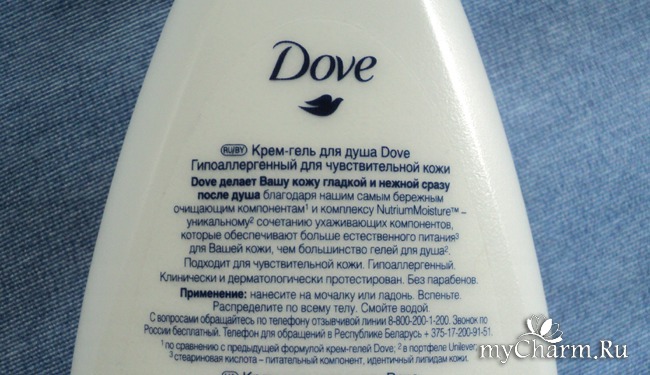 Dove
RU/BY Крем-гель для душа Dove
Гипоаллергенный для чувствительной кожи
Dove делает Вашу кожу гладкой и нежной сразу
после душа благодаря нашим самым бережным
очищающим компонентам¹ и комплексу NutriumMoisture™ –
уникальному² сочетанию ухаживающих компонентов,
которые обеспечивают больше естественного питания³
для Вашей кожи, чем большинство гелей для душа².
Подходит для чувствительной кожи. Гипоаллергенный.
Клинически и дерматологически протестирован. Без парабенов.
Применение: нанесите на мочалку или ладонь. Вспеньте.
Распределите по всему телу. Смойте водой.
С вопросами обращайтесь по телефону отзывчивой линии 8-800-200-1-200. Звонок по
России бесплатный. Телефон для обращений в Республике Беларусь + 375-17-200-91-51.
¹ по сравнению с предыдущей формулой крем-гелей Dove; ² в портфеле Unilever;
³ стеариновая кислота – питательный компонент, идентичный липидам кожи.
myCharm.Ru